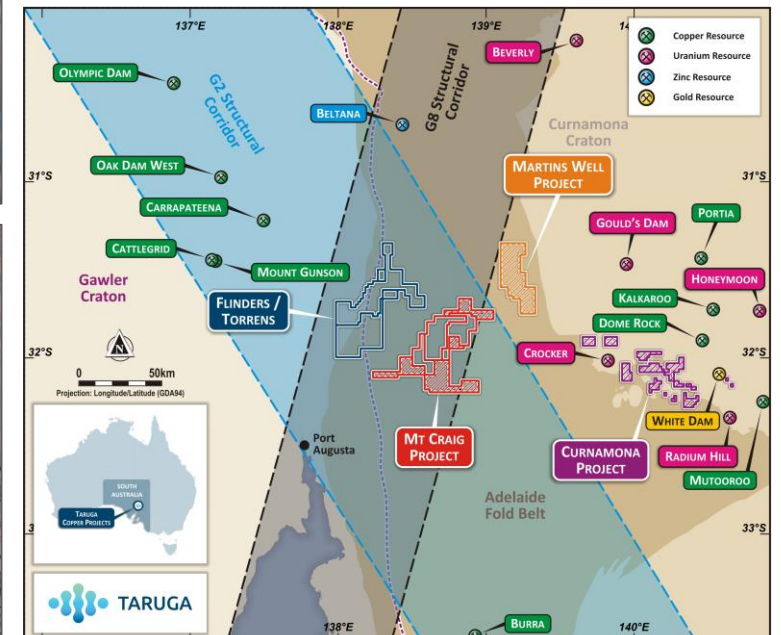 137°E
138°E
139°E
14
Copper Resource
Uranium Resource
Zinc Resource
Gold Resource
BEVERLY
OLYMPIC DAM
G2 Structural
Corridor
BELTANA
G8 Structural
Corridor
Curnamona
Craton
OAK DAM WEST
31°S
31°S
MARTINS WELL
PROJECT
CARRAPATEENA
GOULD'S DAM
PORTIA
CATTLEGRID
MOUNT GUNSON
HONEYMOON
Gawler
Craton
FLINDERS /
TORRENS
KALKAROO
DOME ROCK
N
CROCKER
32°S
32°S
0 50km
Projection: Longitude/Latitude (GDA94)
WHITE DAM
Port
Augusta
MT CRAIG
PROJECT
CURNAMONA
PROJECT
RADIUM HILL
MUTOOROO
SOUTH
AUSTRALIA
TARUGA
COPPER PROJECTS
Adelaide
Fold Belt
3
33°S
TARUGA
138°E
BURRA
140°E